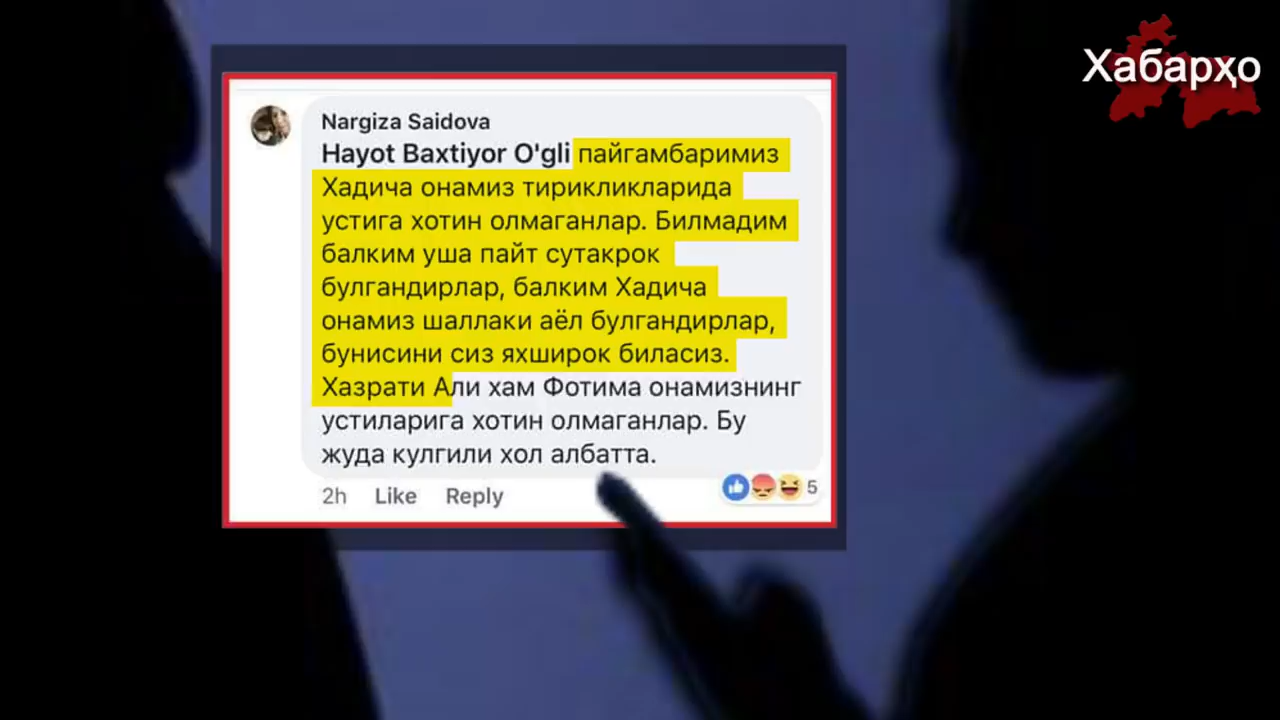 Хабарҳо
Nargiza Saidova
Hayot Baxtiyor O'gli пайгамбаримиз
Хадича онамиз тирикликларида
устига хотин олмаганлар. Билмадим
балким уша пайт сутакрок
булгандирлар, балким Хадича
онамиз шаллаки аёл булгандирлар,
бунисини сиз яхширок биласиз.
Хазрати Али хам Фотима онамизнинг
устиларига хотин олмаганлар. Бу
жуда кулгили хол албатта.
2h Like Reply 5